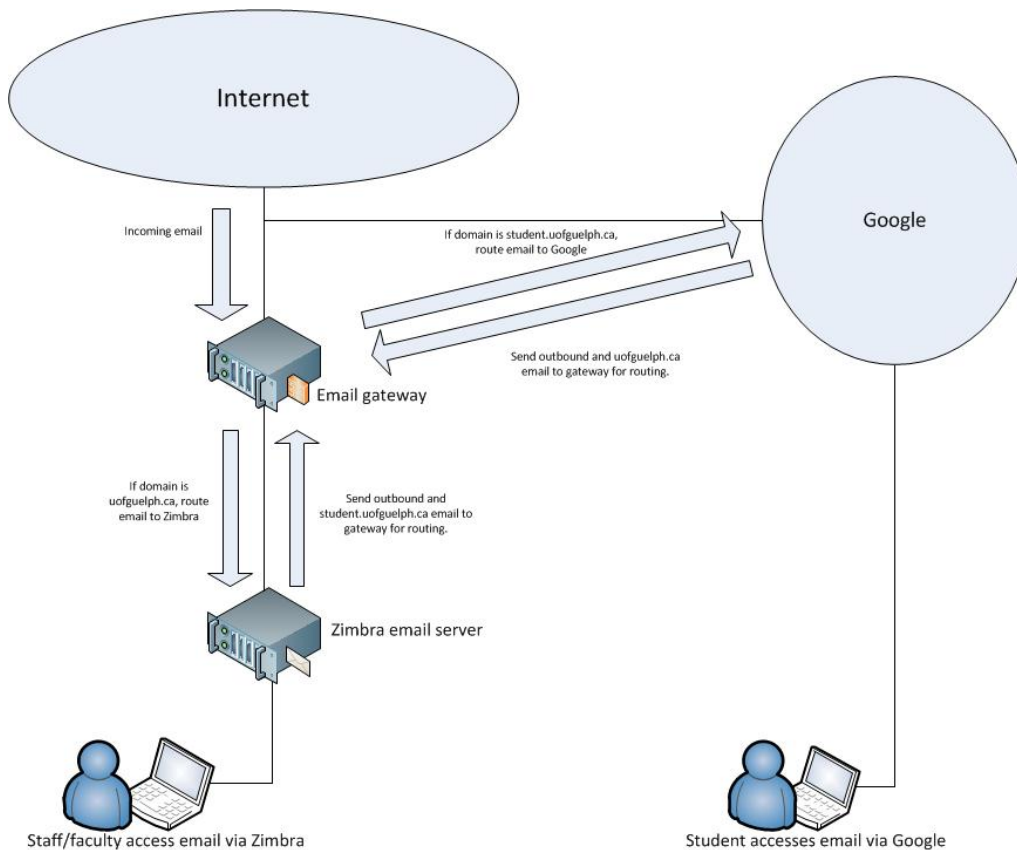 Internet
Google
Incoming email
If domain is student.uofguelph.ca,
route email to Google
Send outbound and uofguelph.ca
email to gateway for routing.
Email gateway
If domain is
uofguelph.ca, route
email to Zimbra
Send outbound and
student.uofguelph.ca email to
gateway for routing.
Zimbra email server
Staff/faculty access email via Zimbra
Student accesses email via Google